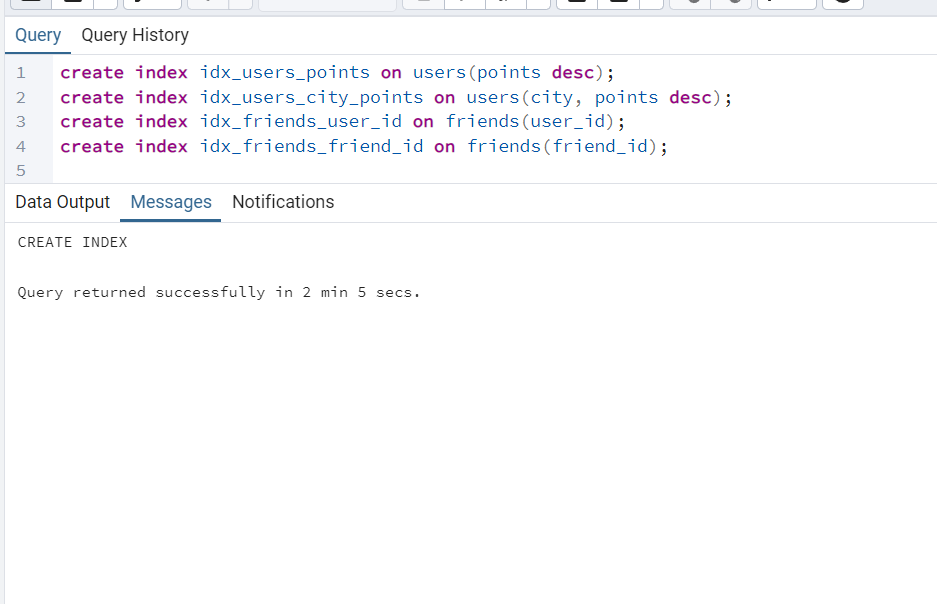 Query Query History
1 create index idx_users_points on users(points desc);
2 create index idx_users_city_points on users(city, points desc);
3 create index idx_friends_user_id on friends(user_id);
4 create index idx_friends_friend_id on friends(friend_id);
5
Data Output Messages Notifications
CREATE INDEX
Query returned successfully in 2 min 5 secs.